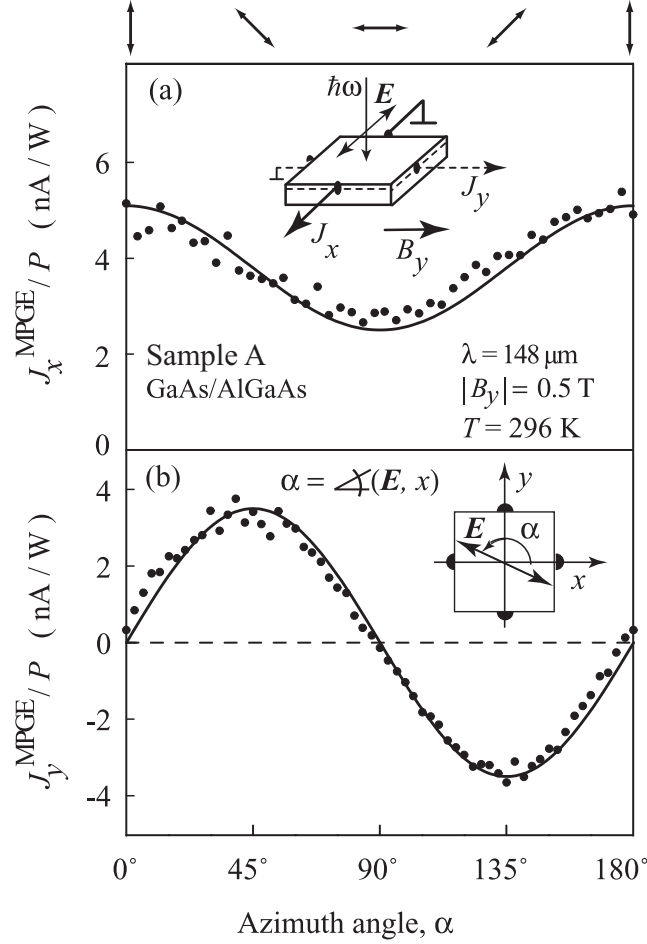 (a)
ħω
E
J_y
J_x
B_y
J_x^MPGE / P ( nA / W )
6
4
2
0
Sample A
GaAs/AlGaAs
λ = 148 μm
|B_y| = 0.5 T
T = 296 K
(b)
α = ∡(E, x)
y
E
α
x
J_y^MPGE / P ( nA / W )
4
2
0
-2
-4
0° 45° 90° 135° 180°
Azimuth angle, α